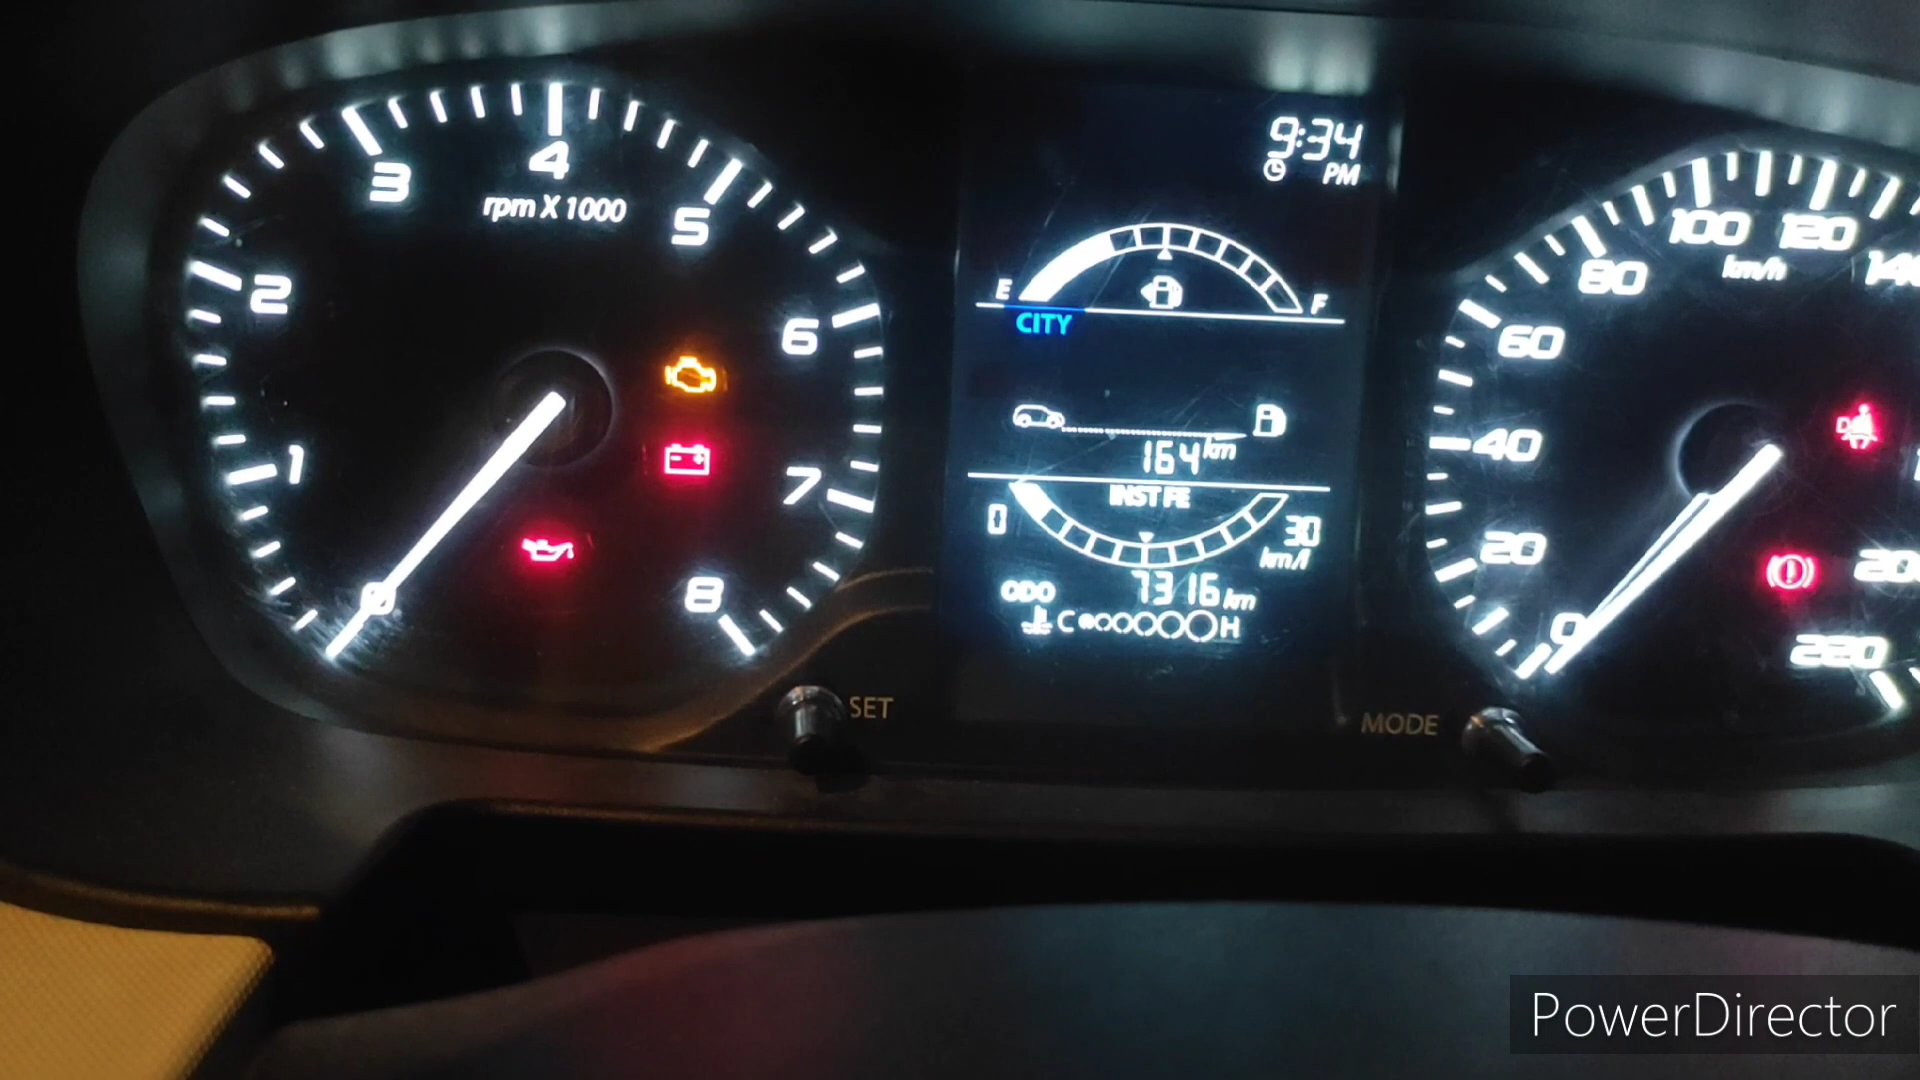 0
1
2
3
4
5
6
7
8
rpm X 1000
SET
9:34
PM
E
F
CITY
164 km
INST FE
0
30
km/l
ODO
7316 km
C
H
0
20
40
60
80
100
120
km/h
200
220
MODE
PowerDirector